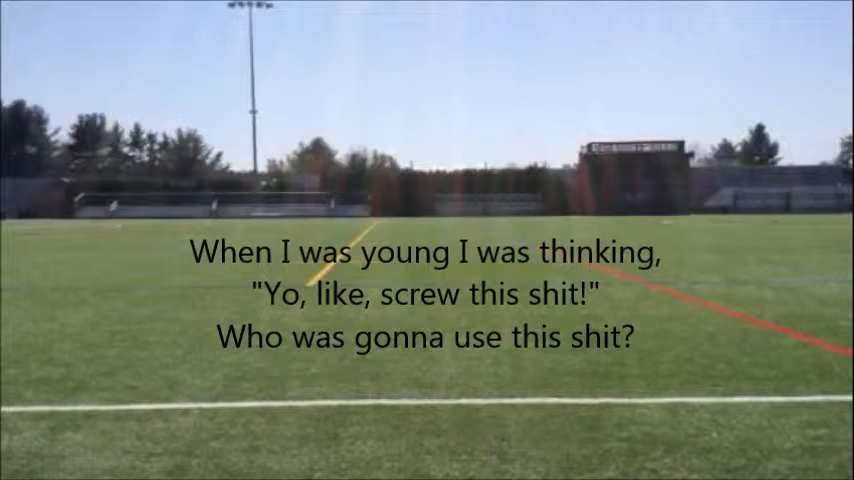 When I was young I was thinking,
"Yo, like, screw this shit!"
Who was gonna use this shit?